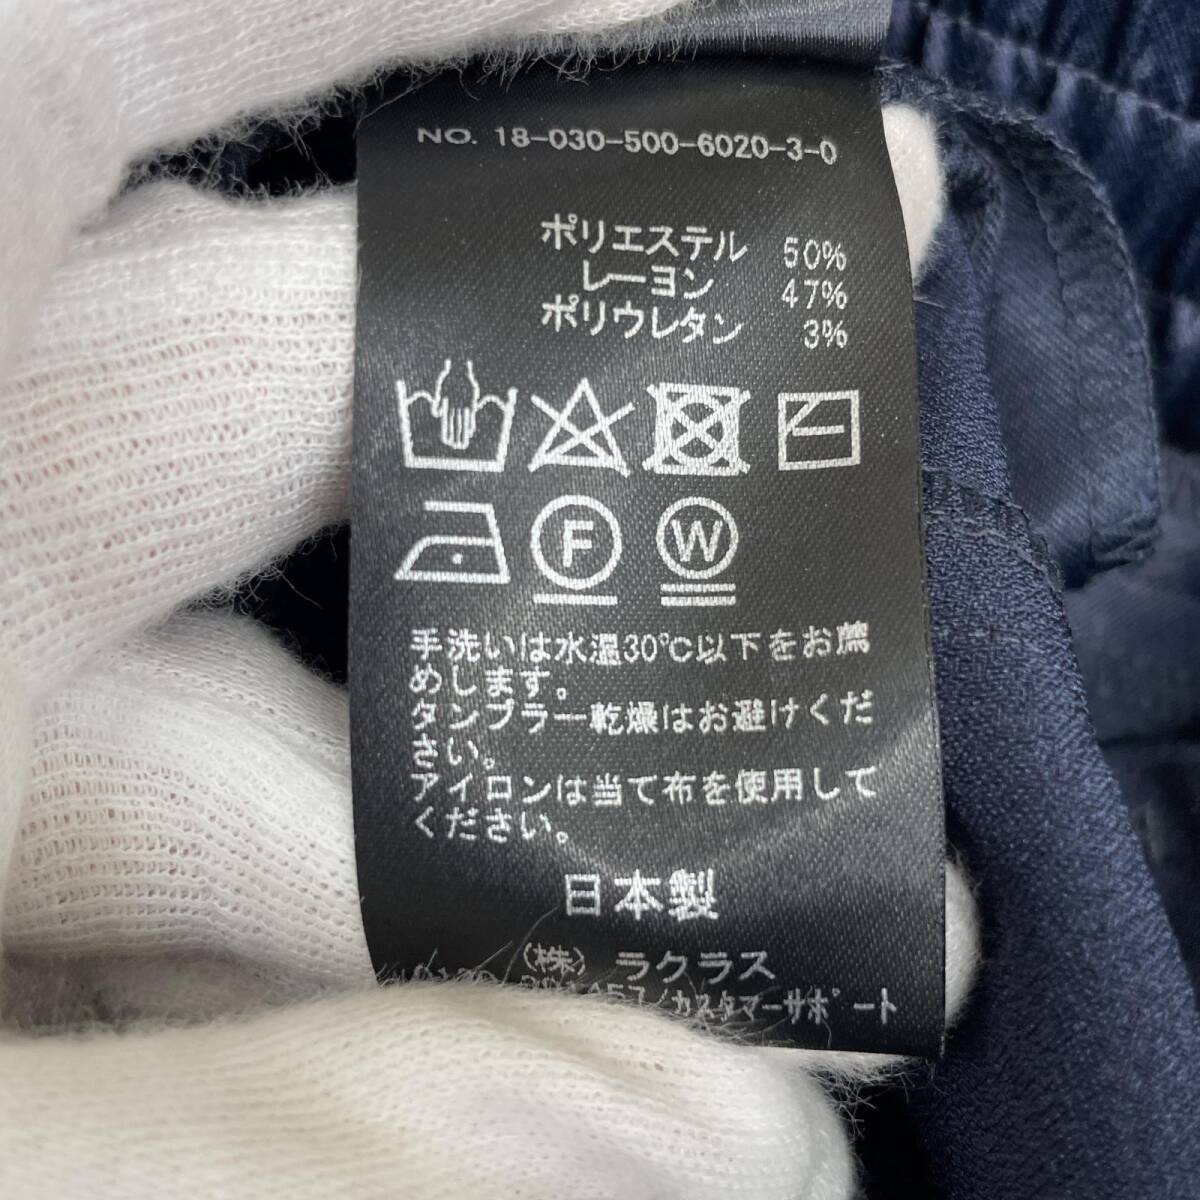 NO. 18-030-500-6020-3-0
ポリエステル 50%
レーヨン 47%
ポリウレタン 3%
F
W
手洗いは水温30℃以下をお薦
めします。
タンブラー乾燥はお避けくだ
さい。
アイロンは当て布を使用して
ください。
日本製
(株) ラクラス
カスタマーサポート